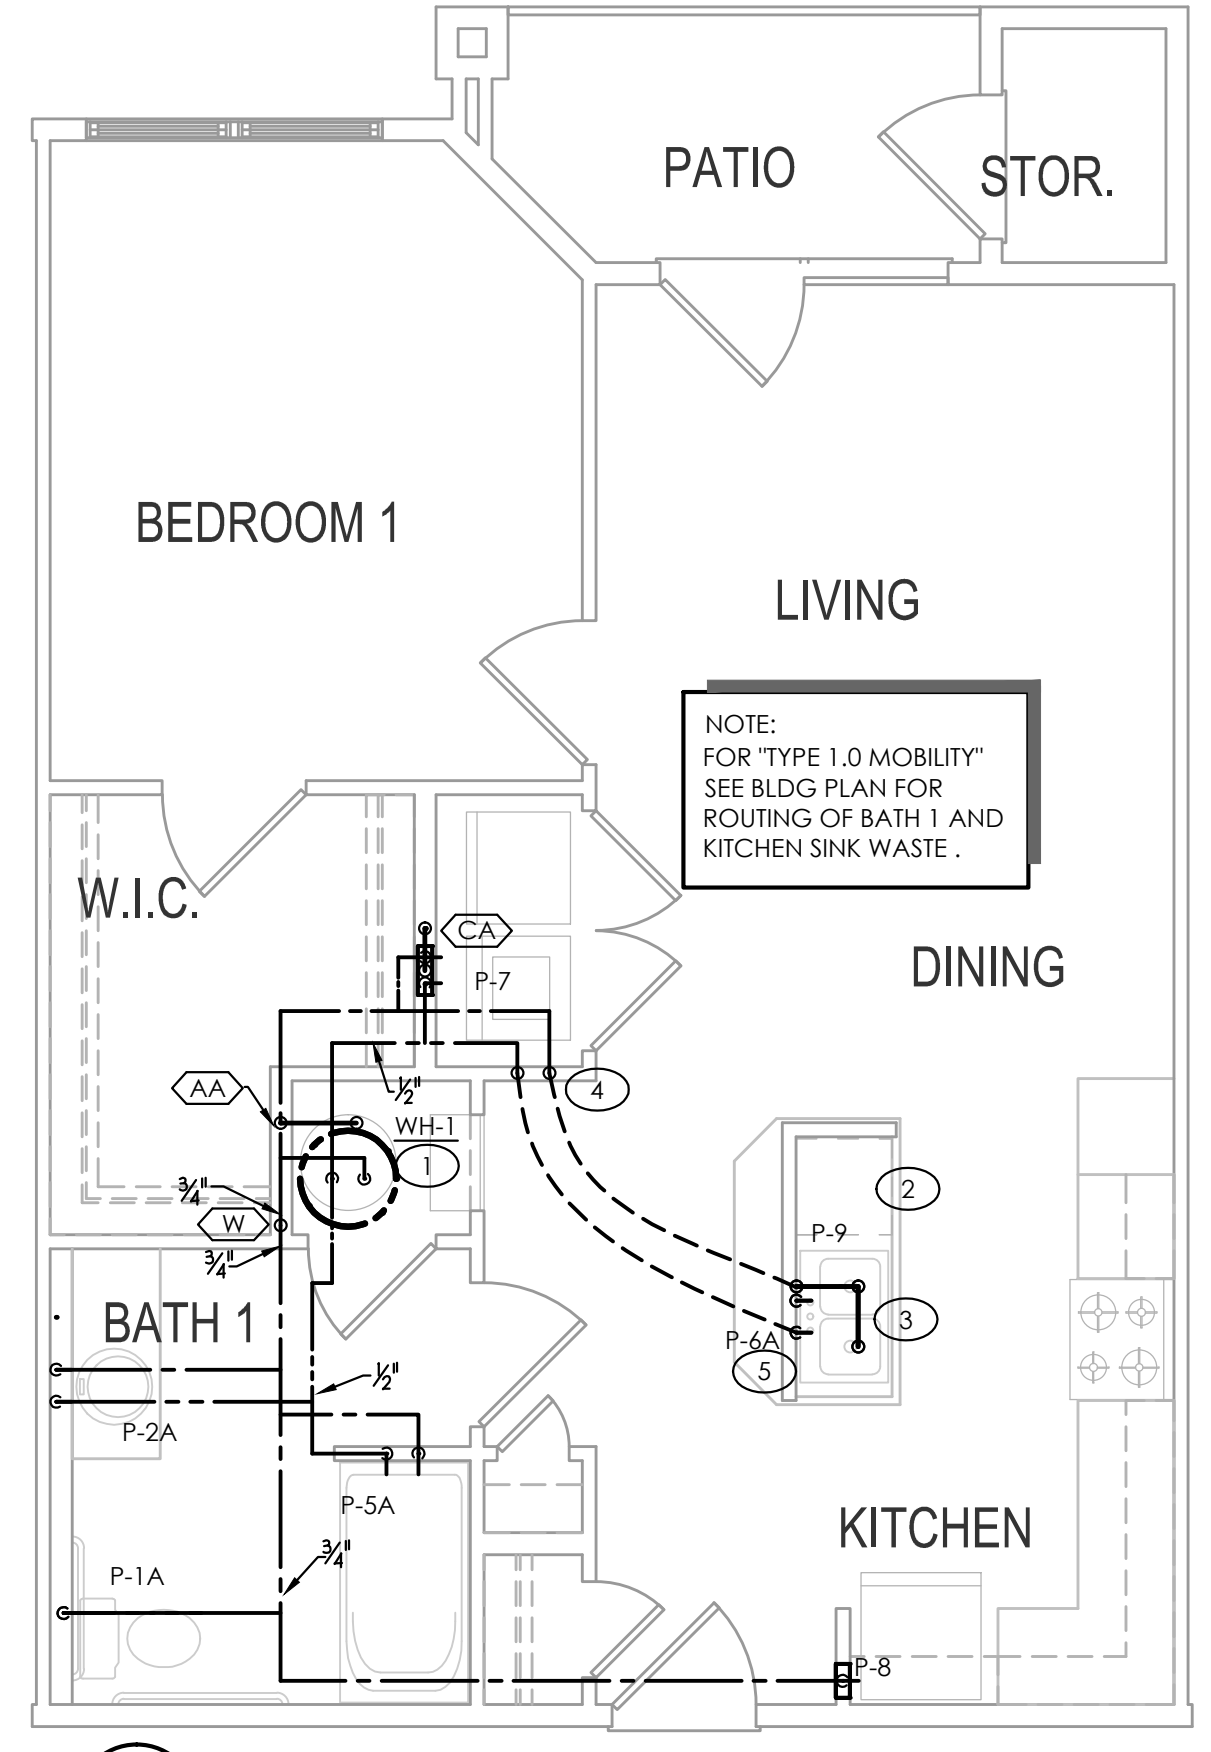 PATIO
STOR.
BEDROOM 1
LIVING
NOTE:
FOR "TYPE 1.0 MOBILITY"
SEE BLDG PLAN FOR
ROUTING OF BATH 1 AND
KITCHEN SINK WASTE .
W.I.C.
CA
P-7
DINING
AA
1/2"
4
WH-1
1
3/4"
W
3/4"
2
P-9
BATH 1
3
P-6A
5
1/2"
P-2A
P-5A
KITCHEN
3/4"
P-1A
P-8